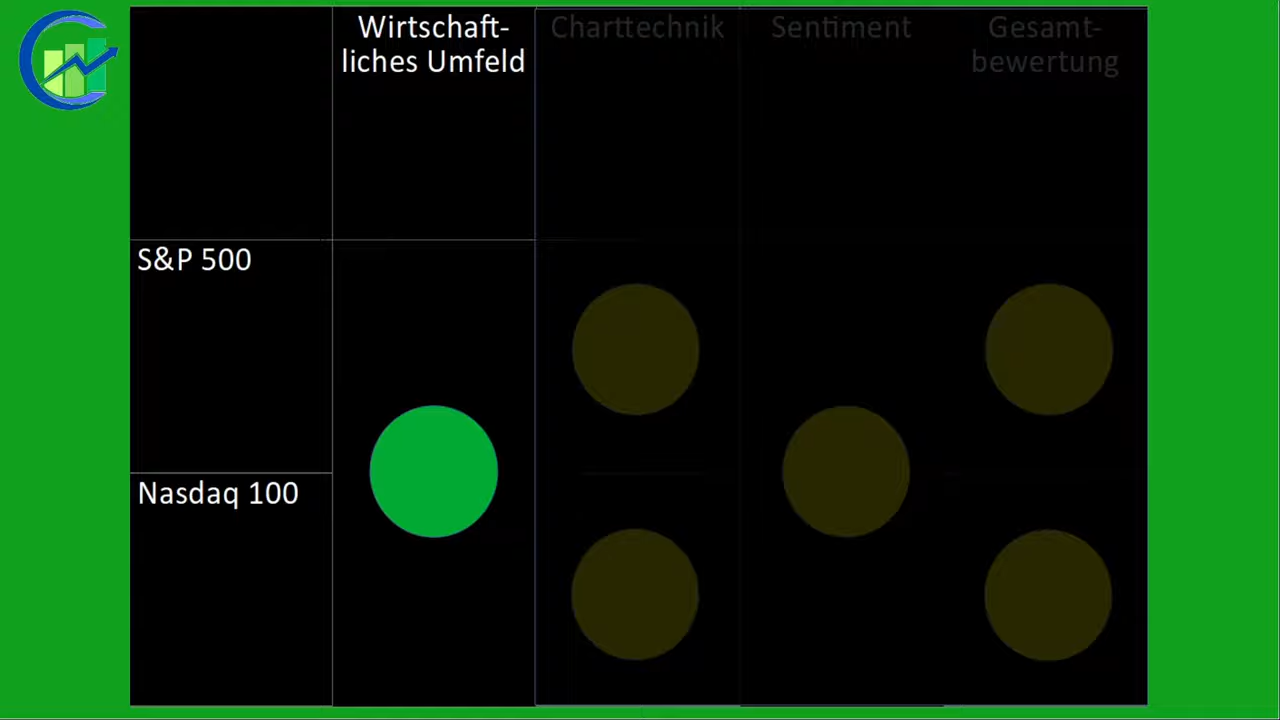 Wirtschaft-
liches Umfeld
Charttechnik
Sentiment
Gesamt-
bewertung
S&P 500
Nasdaq 100